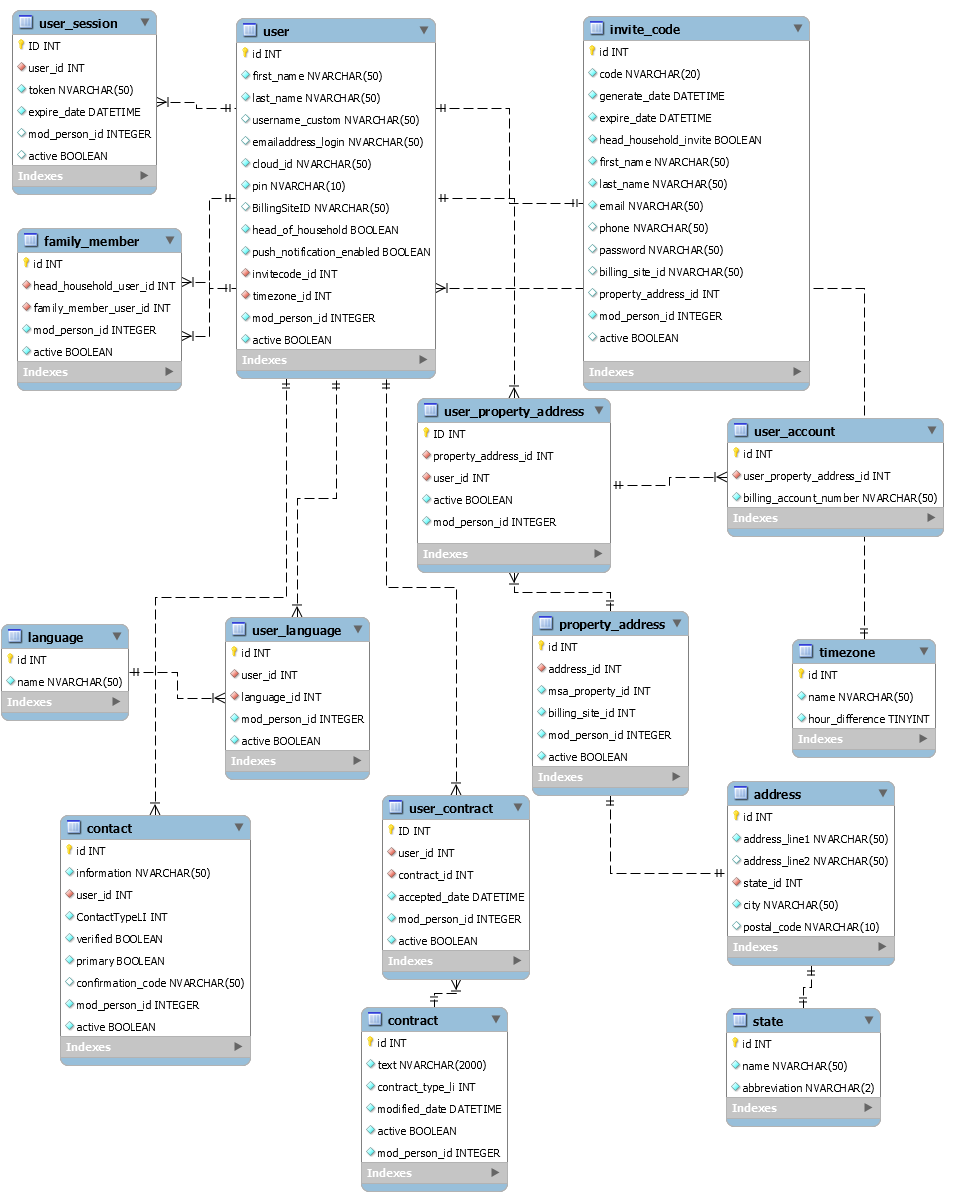 user_session
ID INT
user_id INT
token NVARCHAR(50)
expire_date DATETIME
mod_person_id INTEGER
active BOOLEAN
Indexes
user
id INT
first_name NVARCHAR(50)
last_name NVARCHAR(50)
username_custom NVARCHAR(50)
emailaddress_login NVARCHAR(50)
cloud_id NVARCHAR(50)
pin NVARCHAR(10)
BillingSiteID NVARCHAR(50)
head_of_household BOOLEAN
push_notification_enabled BOOLEAN
invitecode_id INT
timezone_id INT
mod_person_id INTEGER
active BOOLEAN
Indexes
invite_code
id INT
code NVARCHAR(20)
generate_date DATETIME
expire_date DATETIME
head_household_invite BOOLEAN
first_name NVARCHAR(50)
last_name NVARCHAR(50)
email NVARCHAR(50)
phone NVARCHAR(50)
password NVARCHAR(50)
billing_site_id NVARCHAR(50)
property_address_id INT
mod_person_id INTEGER
active BOOLEAN
Indexes
family_member
id INT
head_household_user_id INT
family_member_user_id INT
mod_person_id INTEGER
active BOOLEAN
Indexes
user_property_address
ID INT
property_address_id INT
user_id INT
active BOOLEAN
mod_person_id INTEGER
Indexes
user_account
id INT
user_property_address_id INT
billing_account_number NVARCHAR(50)
Indexes
language
id INT
name NVARCHAR(50)
Indexes
user_language
id INT
user_id INT
language_id INT
mod_person_id INTEGER
active BOOLEAN
Indexes
property_address
id INT
address_id INT
msa_property_id INT
billing_site_id INT
mod_person_id INTEGER
active BOOLEAN
Indexes
timezone
id INT
name NVARCHAR(50)
hour_difference TINYINT
Indexes
contact
id INT
information NVARCHAR(50)
user_id INT
ContactTypeLI INT
verified BOOLEAN
primary BOOLEAN
confirmation_code NVARCHAR(50)
mod_person_id INTEGER
active BOOLEAN
Indexes
user_contract
ID INT
user_id INT
contract_id INT
accepted_date DATETIME
mod_person_id INTEGER
active BOOLEAN
Indexes
address
id INT
address_line1 NVARCHAR(50)
address_line2 NVARCHAR(50)
state_id INT
city NVARCHAR(50)
postal_code NVARCHAR(10)
Indexes
contract
id INT
text NVARCHAR(2000)
contract_type_li INT
modified_date DATETIME
active BOOLEAN
mod_person_id INTEGER
Indexes
state
id INT
name NVARCHAR(50)
abbreviation NVARCHAR(2)
Indexes